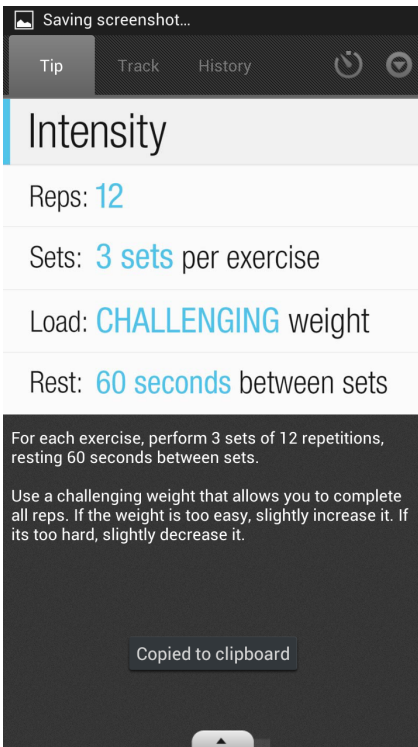 Saving screenshot...
Tip Track History
Intensity
Reps: 12
Sets: 3 sets per exercise
Load: CHALLENGING weight
Rest: 60 seconds between sets
For each exercise, perform 3 sets of 12 repetitions,
resting 60 seconds between sets.
Use a challenging weight that allows you to complete
all reps. If the weight is too easy, slightly increase it. If
its too hard, slightly decrease it.
Copied to clipboard